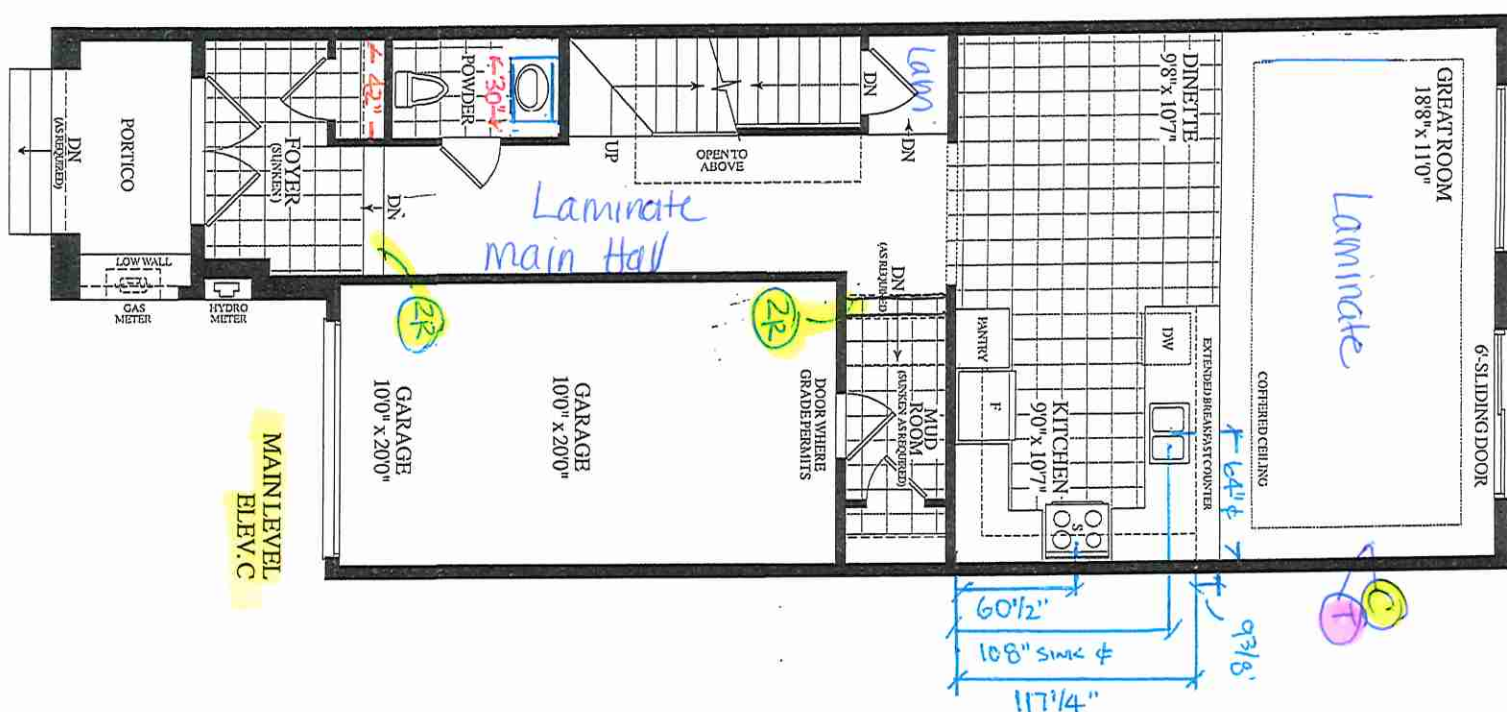 GREAT ROOM
18'8" x 11'0"
6'-SLIDING DOOR
Laminate
COFFERED CEILING
DINETTE
9'8" x 10'7"
EXTENDED BREAKFAST COUNTER
DW
PANTRY
F
KITCHEN
9'0" x 10'7"
S
64" ¢
60 1/2"
108" SINK ¢
117 1/4"
9 3/8"
C
T
Lam
DN
DN
OPEN TO
ABOVE
UP
DN
(AS REQUIRED)
MUD
ROOM
(SUNKEN AS REQUIRED)
DOOR WHERE
GRADE PERMITS
2R
Laminate
main Hall
POWDER
30"
42"
DN
2R
FOYER
(SUNKEN)
PORTICO
DN
(AS REQUIRED)
LOW WALL
GAS
METER
HYDRO
METER
GARAGE
10'0" x 20'0"
GARAGE
10'0" x 20'0"
MAIN LEVEL
ELEV. C